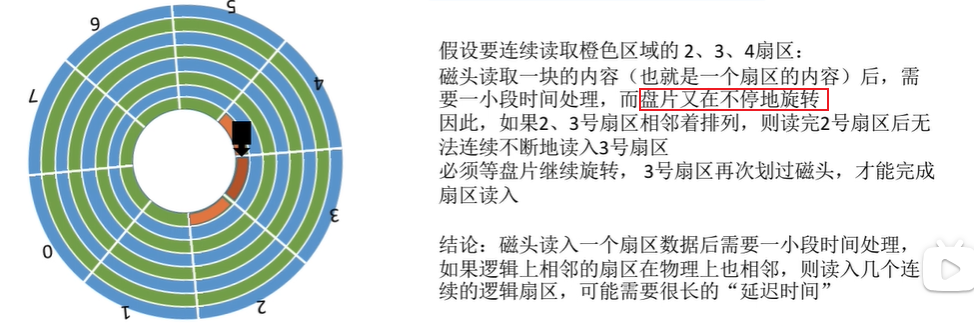 5
6
4
7
3
0
2
1
假设要连续读取橙色区域的 2、3、4扇区：
磁头读取一块的内容（也就是一个扇区的内容）后，需
要一小段时间处理，而盘片又在不停地旋转
因此，如果2、3号扇区相邻着排列，则读完2号扇区后无
法连续不断地读入3号扇区
必须等盘片继续旋转， 3号扇区再次划过磁头，才能完成
扇区读入
结论：磁头读入一个扇区数据后需要一小段时间处理，
如果逻辑上相邻的扇区在物理上也相邻，则读入几个连
续的逻辑扇区，可能需要很长的“延迟时间”